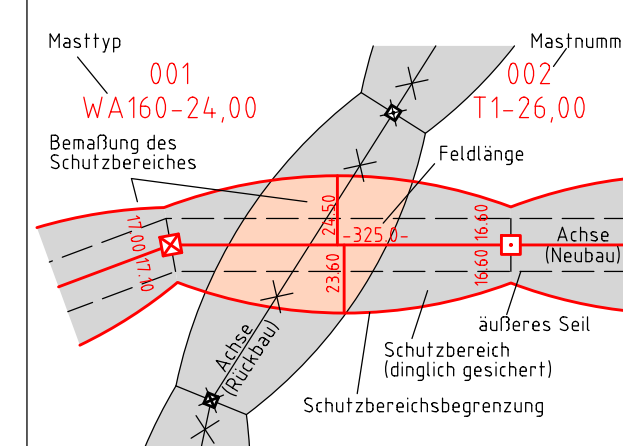 Masttyp
Mastnumm
001
002
WA160-24,00
T1-26,00
Bemaßung des
Schutzbereiches
Feldlänge
17.00 17.10
24.50
23.60
-325.0-
16.60 16.60
Achse
(Neubau)
äußeres Seil
Achse
(Rückbau)
Schutzbereich
(dinglich gesichert)
Schutzbereichsbegrenzung